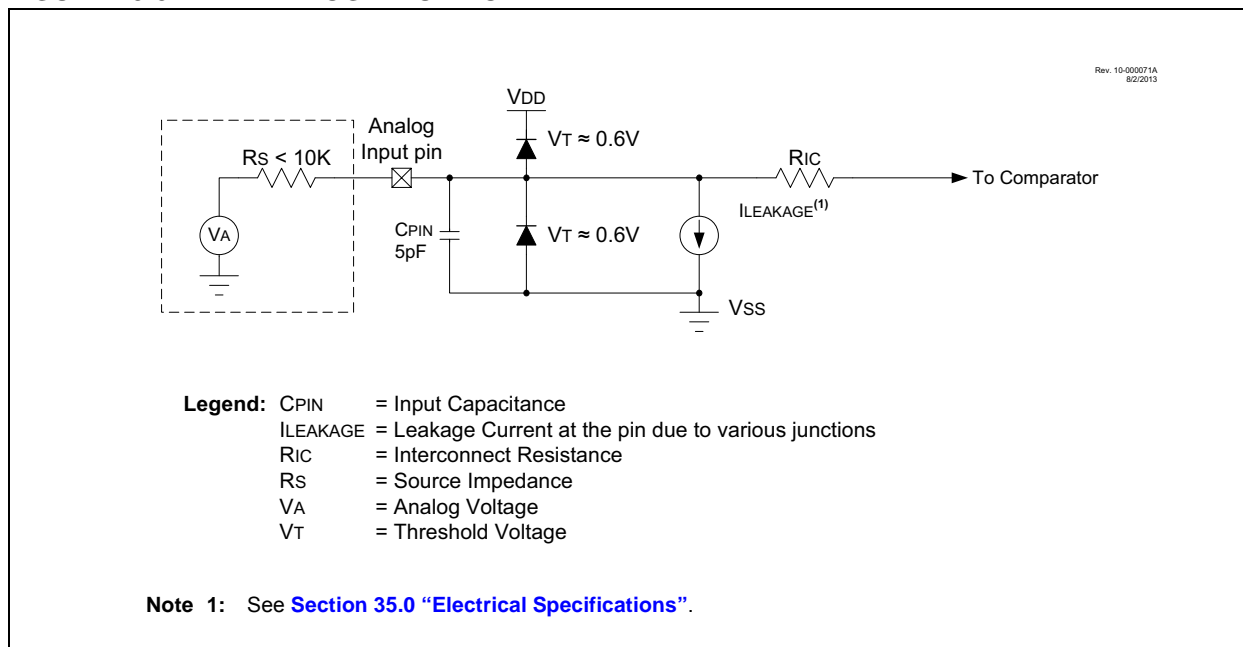 Rev. 10-000071A
8/2/2013
VDD
Analog
Input pin
VT ≈ 0.6V
RS < 10K
RIC
To Comparator
ILEAKAGE(1)
VA
CPIN
5pF
VT ≈ 0.6V
VSS
Legend: CPIN = Input Capacitance
ILEAKAGE = Leakage Current at the pin due to various junctions
RIC = Interconnect Resistance
RS = Source Impedance
VA = Analog Voltage
VT = Threshold Voltage
Note 1: See Section 35.0 “Electrical Specifications”.